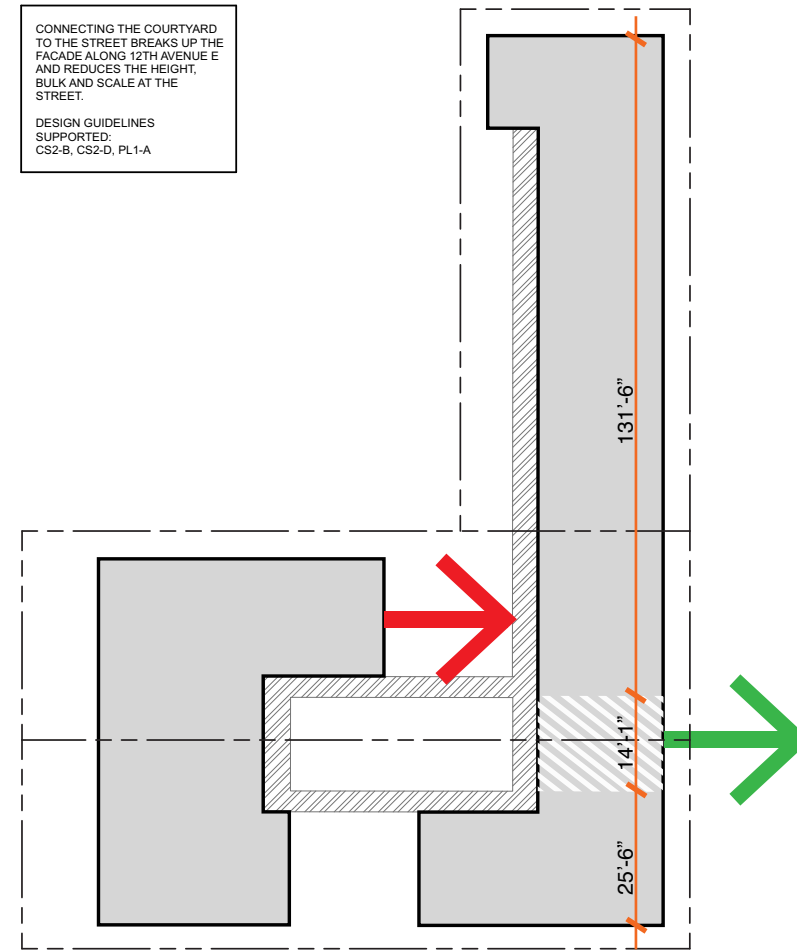 CONNECTING THE COURTYARD
TO THE STREET BREAKS UP THE
FACADE ALONG 12TH AVENUE E
AND REDUCES THE HEIGHT,
BULK AND SCALE AT THE
STREET.
DESIGN GUIDELINES
SUPPORTED:
CS2-B, CS2-D, PL1-A
131'-6"
14'-1"
25'-6"